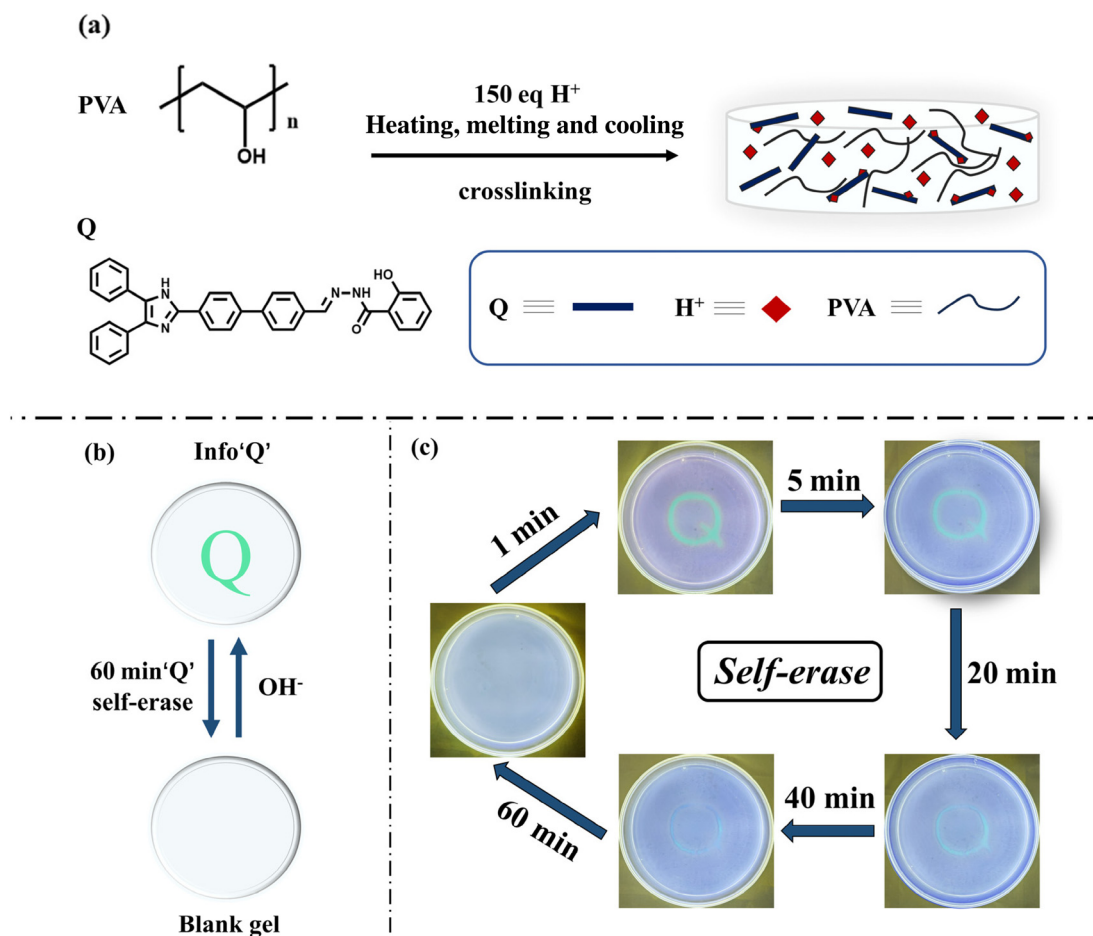 (a)
PVA
n
OH
150 eq H⁺
Heating, melting and cooling
crosslinking
Q
H
N
N
N
NH
O
HO
Q
H⁺
PVA
(b)
Info‘Q’
Q
60 min‘Q’
self-erase
OH⁻
Blank gel
(c)
1 min
Q
5 min
Q
Self-erase
20 min
60 min
Q
40 min
Q